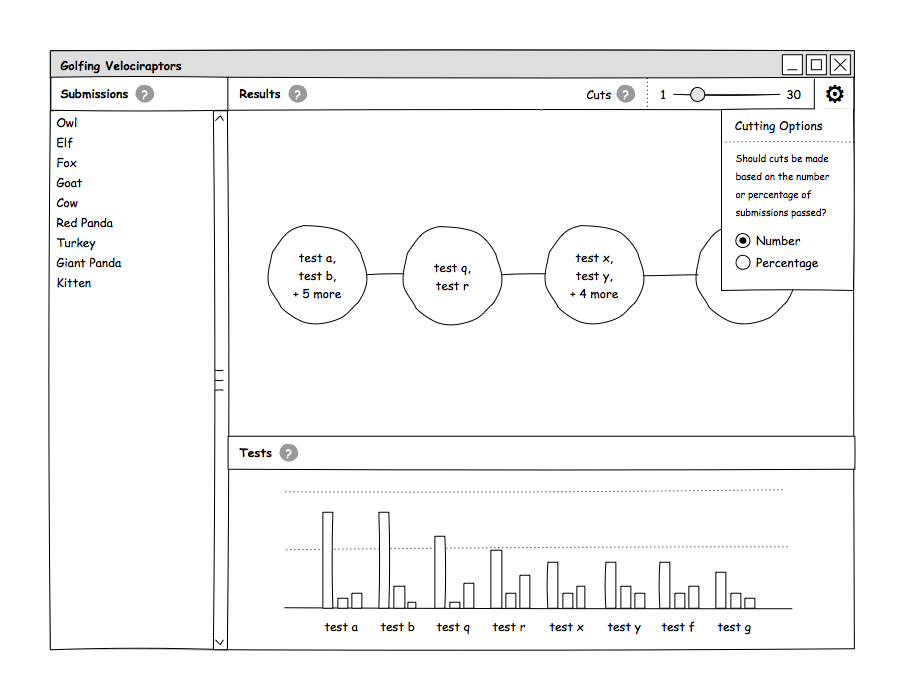 Golfing Velociraptors
Submissions ?
Results ?
Cuts ?
1
30
Owl
Elf
Fox
Goat
Cow
Red Panda
Turkey
Giant Panda
Kitten
Cutting Options
Should cuts be made
based on the number
or percentage of
submissions passed?
Number
Percentage
test a,
test b,
+ 5 more
test q,
test r
test x,
test y,
+ 4 more
Tests ?
test a
test b
test q
test r
test x
test y
test f
test g